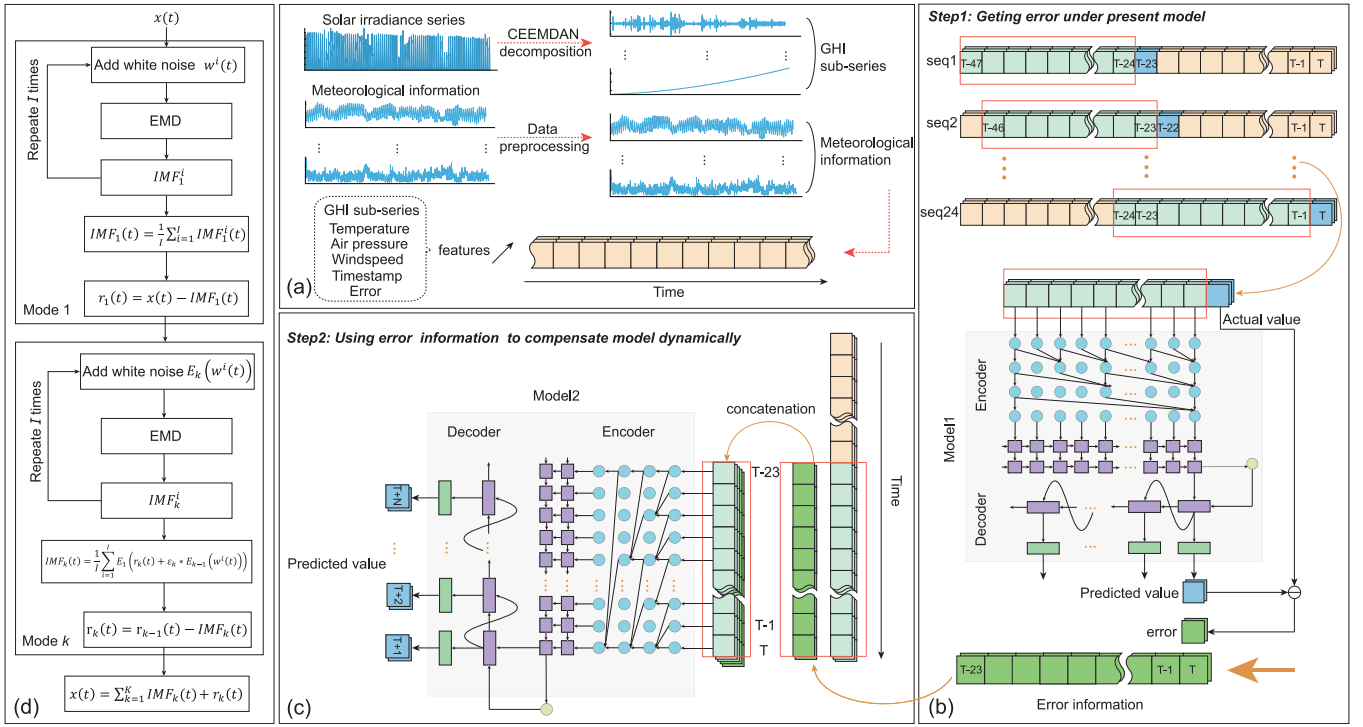 x(t)
Add white noise w^i(t)
EMD
IMF_1^i
Repeate I times
IMF_1(t) = \frac{1}{I} \sum_{i=1}^{I} IMF_1^i(t)
r_1(t) = x(t) − IMF_1(t)
Mode 1
Add white noise E_k(w^i(t))
EMD
IMF_k^i
Repeate I times
IMF_k(t) = \frac{1}{I} \sum_{i=1}^{I} E_1(r_k(t) + ε_k * E_{k−1}(w^i(t)))
r_k(t) = r_{k−1}(t) − IMF_k(t)
Mode k
x(t) = \sum_{k=1}^{K} IMF_k(t) + r_k(t)
(d)
Solar irradiance series
CEEMDAN
decomposition
GHI
sub-series
Meteorological information
Data
preprocessing
Meteorological
information
GHI sub-series
Temperature
Air pressure
Windspeed
Timestamp
Error
features
Time
(a)
Step2: Using error information to compensate model dynamically
Model2
Decoder
Encoder
concatenation
T-23
T-1
T
Time
T+N
T+2
T+1
Predicted value
(c)
Step1: Geting error under present model
seq1
T-47
T-24
T-23
T-1
T
seq2
T-46
T-23
T-22
T-1
T
seq24
T-24
T-23
T-1
T
Actual value
Encoder
Model1
Decoder
Predicted value
error
T-23
T-1
T
Error information
(b)